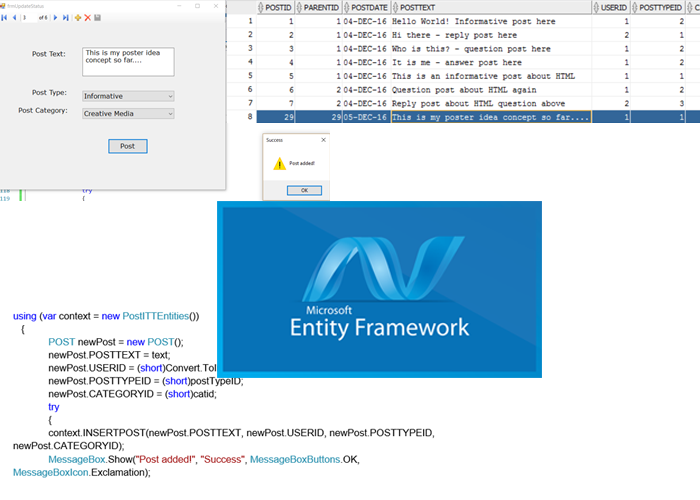 FrmUpdateStatus
3 of 6
Post Text:
This is my poster idea
concept so far....
Post Type:
Informative
Post Category:
Creative Media
Post
POSTID PARENTID POSTDATE POSTTEXT USERID POSTTYPEID C
1 1 1 04-DEC-16 Hello World! Informative post here 1 2
2 2 1 04-DEC-16 Hi there - reply post here 2 1
3 3 1 04-DEC-16 Who is this? - question post here 1 2
4 4 1 04-DEC-16 It is me - answer post here 2 1
5 5 1 04-DEC-16 This is an informative post about HTML 1 1
6 6 2 04-DEC-16 Question post about HTML again 1 2
7 7 2 04-DEC-16 Reply post about HTML question above 2 3
8 29 29 05-DEC-16 This is my poster idea concept so far.... 1 1
Success
Post added!
OK
118 try
119 {
Microsoft
Entity Framework
using (var context = new PostITTEntities())
{
POST newPost = new POST();
newPost.POSTTEXT = text;
newPost.USERID = (short)Convert.ToI
newPost.POSTTYPEID = (short)postTypeID;
newPost.CATEGORYID = (short)catid;
try
{
context.INSERTPOST(newPost.POSTTEXT, newPost.USERID, newPost.POSTTYPEID,
newPost.CATEGORYID);
MessageBox.Show("Post added!", "Success", MessageBoxButtons.OK,
MessageBoxIcon.Exclamation);